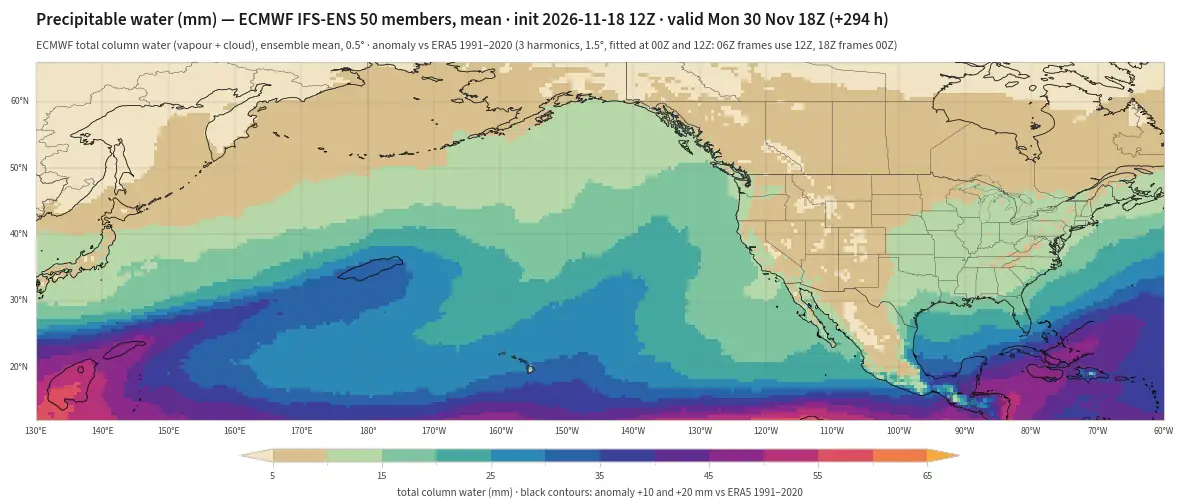 Precipitable water (mm) — ECMWF IFS-ENS 50 members, mean · init 2026-11-18 12Z · valid Mon 30 Nov 18Z (+294 h)
ECMWF total column water (vapour + cloud), ensemble mean, 0.5° · anomaly vs ERA5 1991–2020 (3 harmonics, 1.5°, fitted at 00Z and 12Z: 06Z frames use 12Z, 18Z frames 00Z)
60°N
50°N
40°N
30°N
20°N
130°E 140°E 150°E 160°E 170°E 180° 170°W 160°W 150°W 140°W 130°W 120°W 110°W 100°W 90°W 80°W 70°W 60°W
5 15 25 35 45 55 65
total column water (mm) · black contours: anomaly +10 and +20 mm vs ERA5 1991–2020